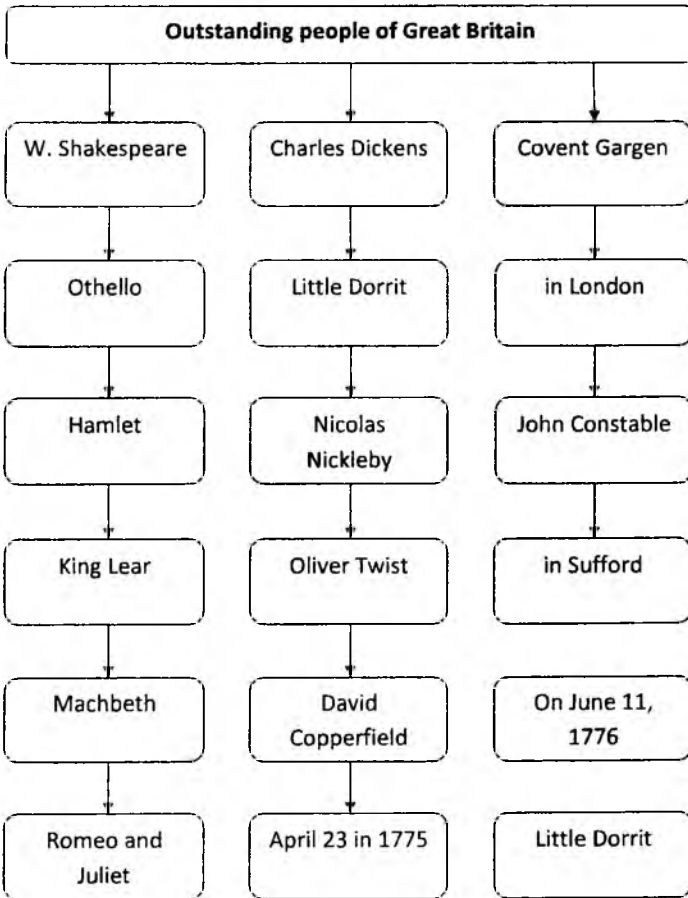 Outstanding people of Great Britain
W. Shakespeare
Charles Dickens
Covent Gargen
Othello
Little Dorrit
in London
Hamlet
Nicolas
Nickleby
John Constable
King Lear
Oliver Twist
in Sufford
Machbeth
David
Copperfield
On June 11,
1776
Romeo and
Juliet
April 23 in 1775
Little Dorrit